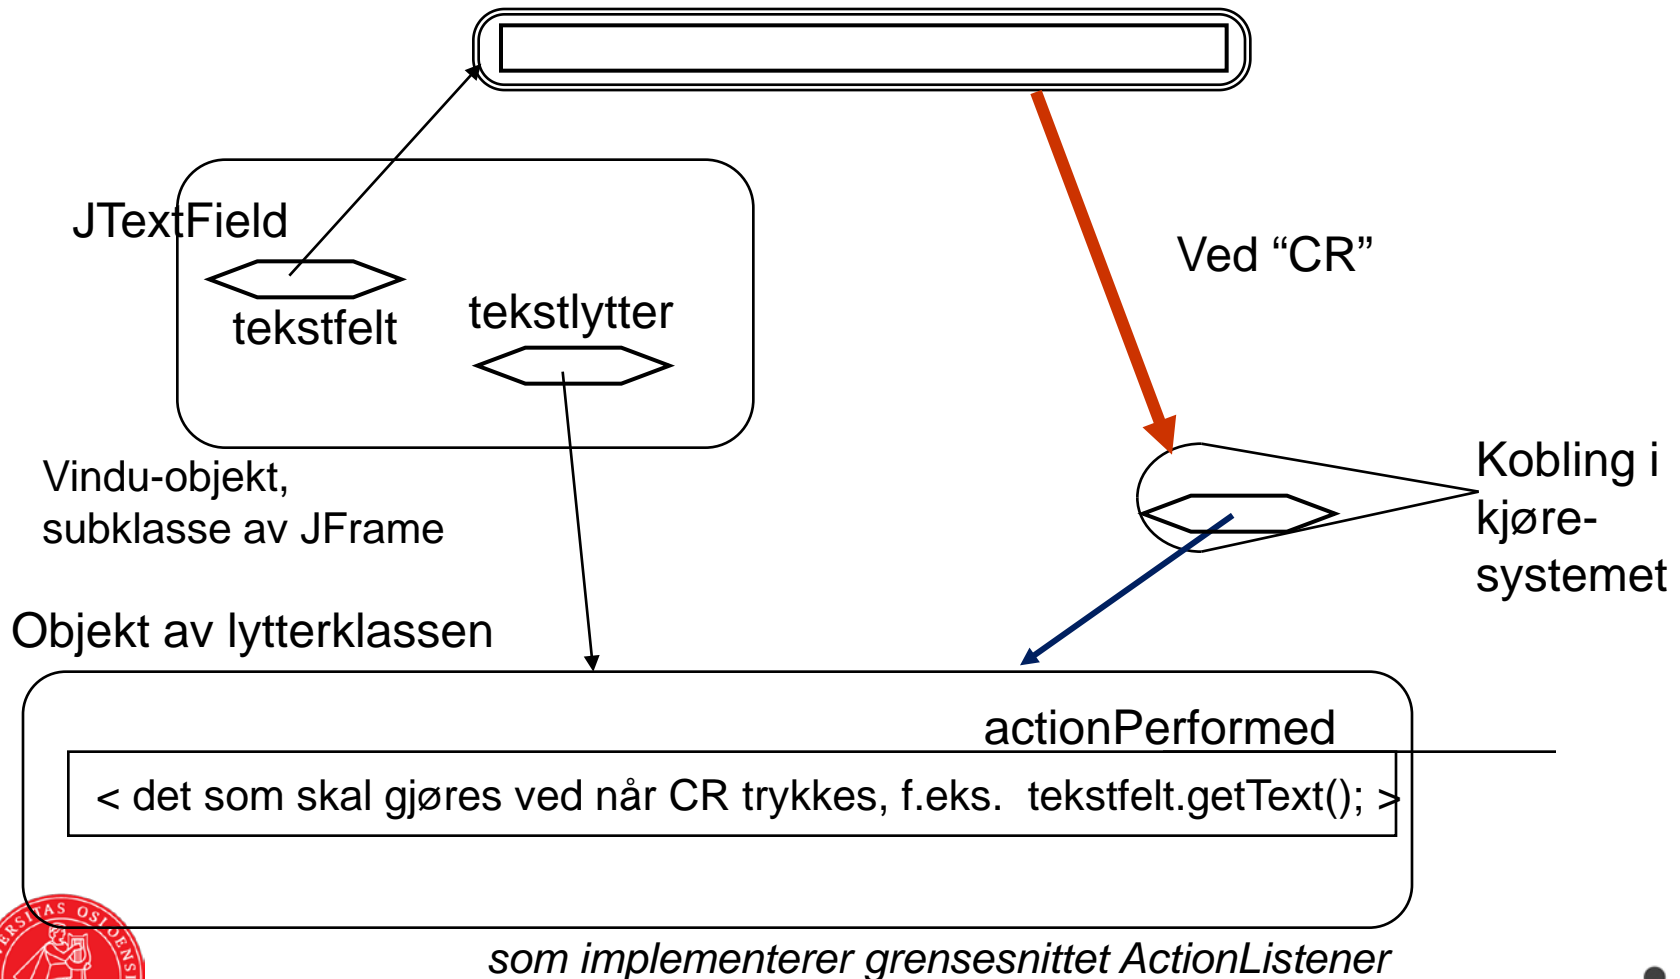 JTextField
tekstfelt
tekstlytter
Ved “CR”
Vindu-objekt,
subklasse av JFrame
Kobling i
kjøre-
systemet
Objekt av lytterklassen
actionPerformed
< det som skal gjøres ved når CR trykkes, f.eks. tekstfelt.getText(); >
som implementerer grensesnittet ActionListener